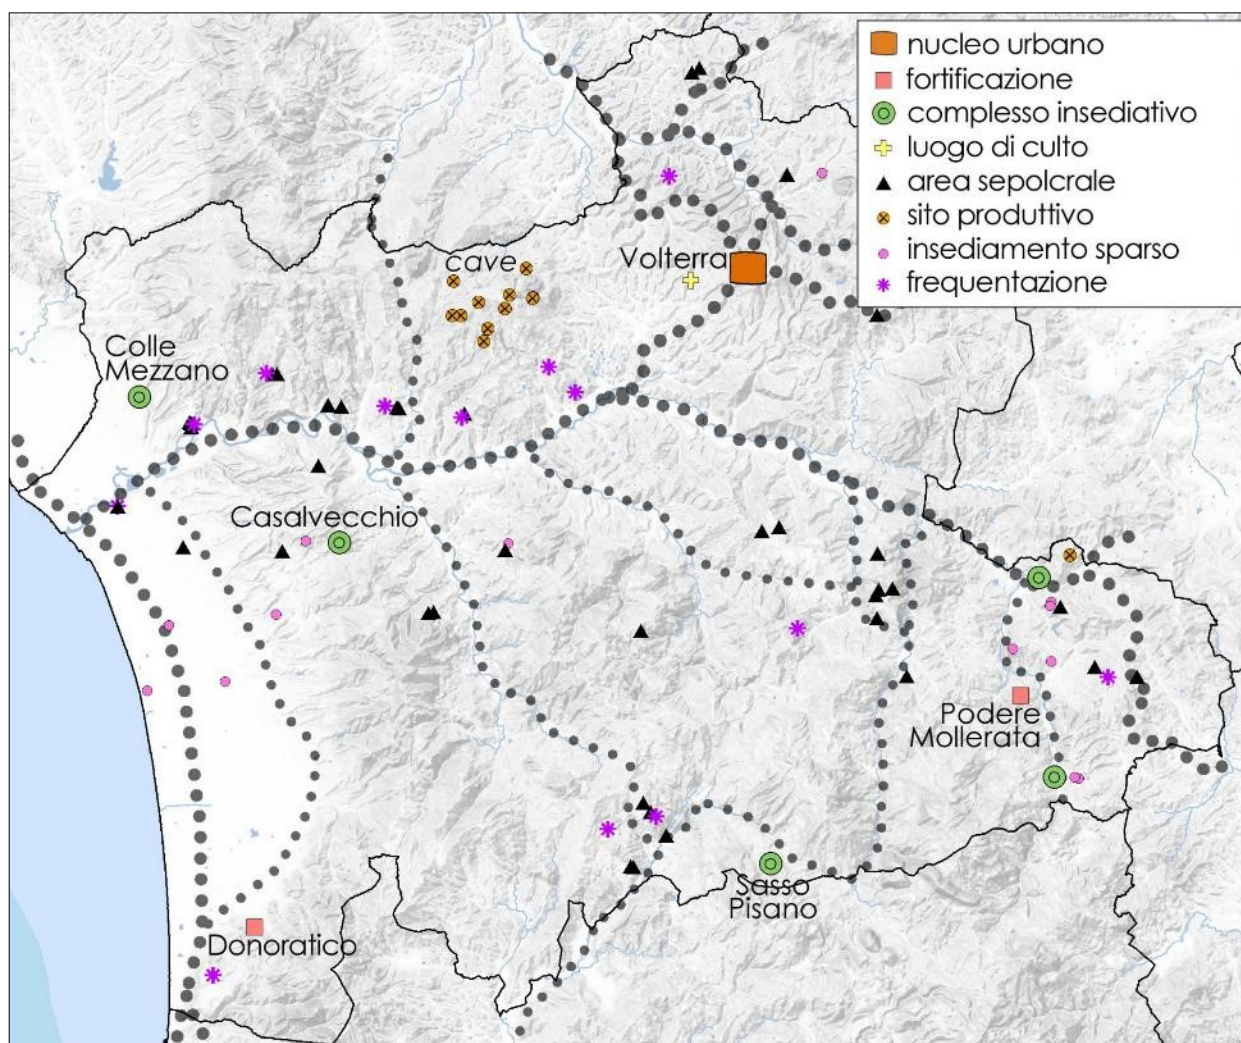 nucleo urbano
fortificazione
complesso insediativo
luogo di culto
area sepolcrale
sito produttivo
insediamento sparso
frequentazione
Volterra
cave
Colle
Mezzano
Casalvecchio
Podere
Mollerata
Sasso
Pisano
Donoratico